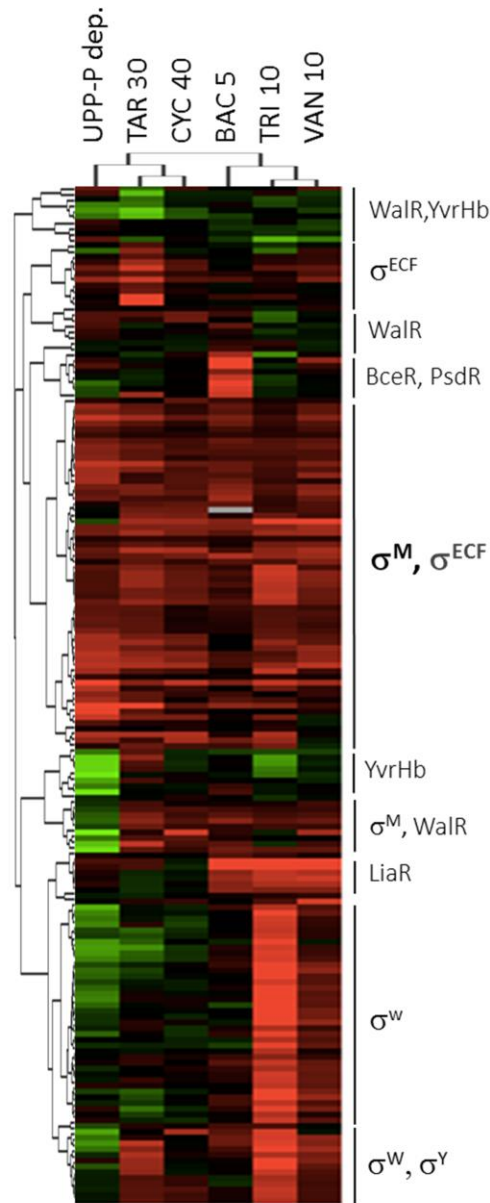 UPP-P dep.
TAR 30
CYC 40
BAC 5
TRI 10
VAN 10
WalR,YvrHb
σᴱᶜᶠ
WalR
BceR, PsdR
σᴹ, σᴱᶜᶠ
YvrHb
σᴹ, WalR
LiaR
σᵂ
σᵂ, σʸ